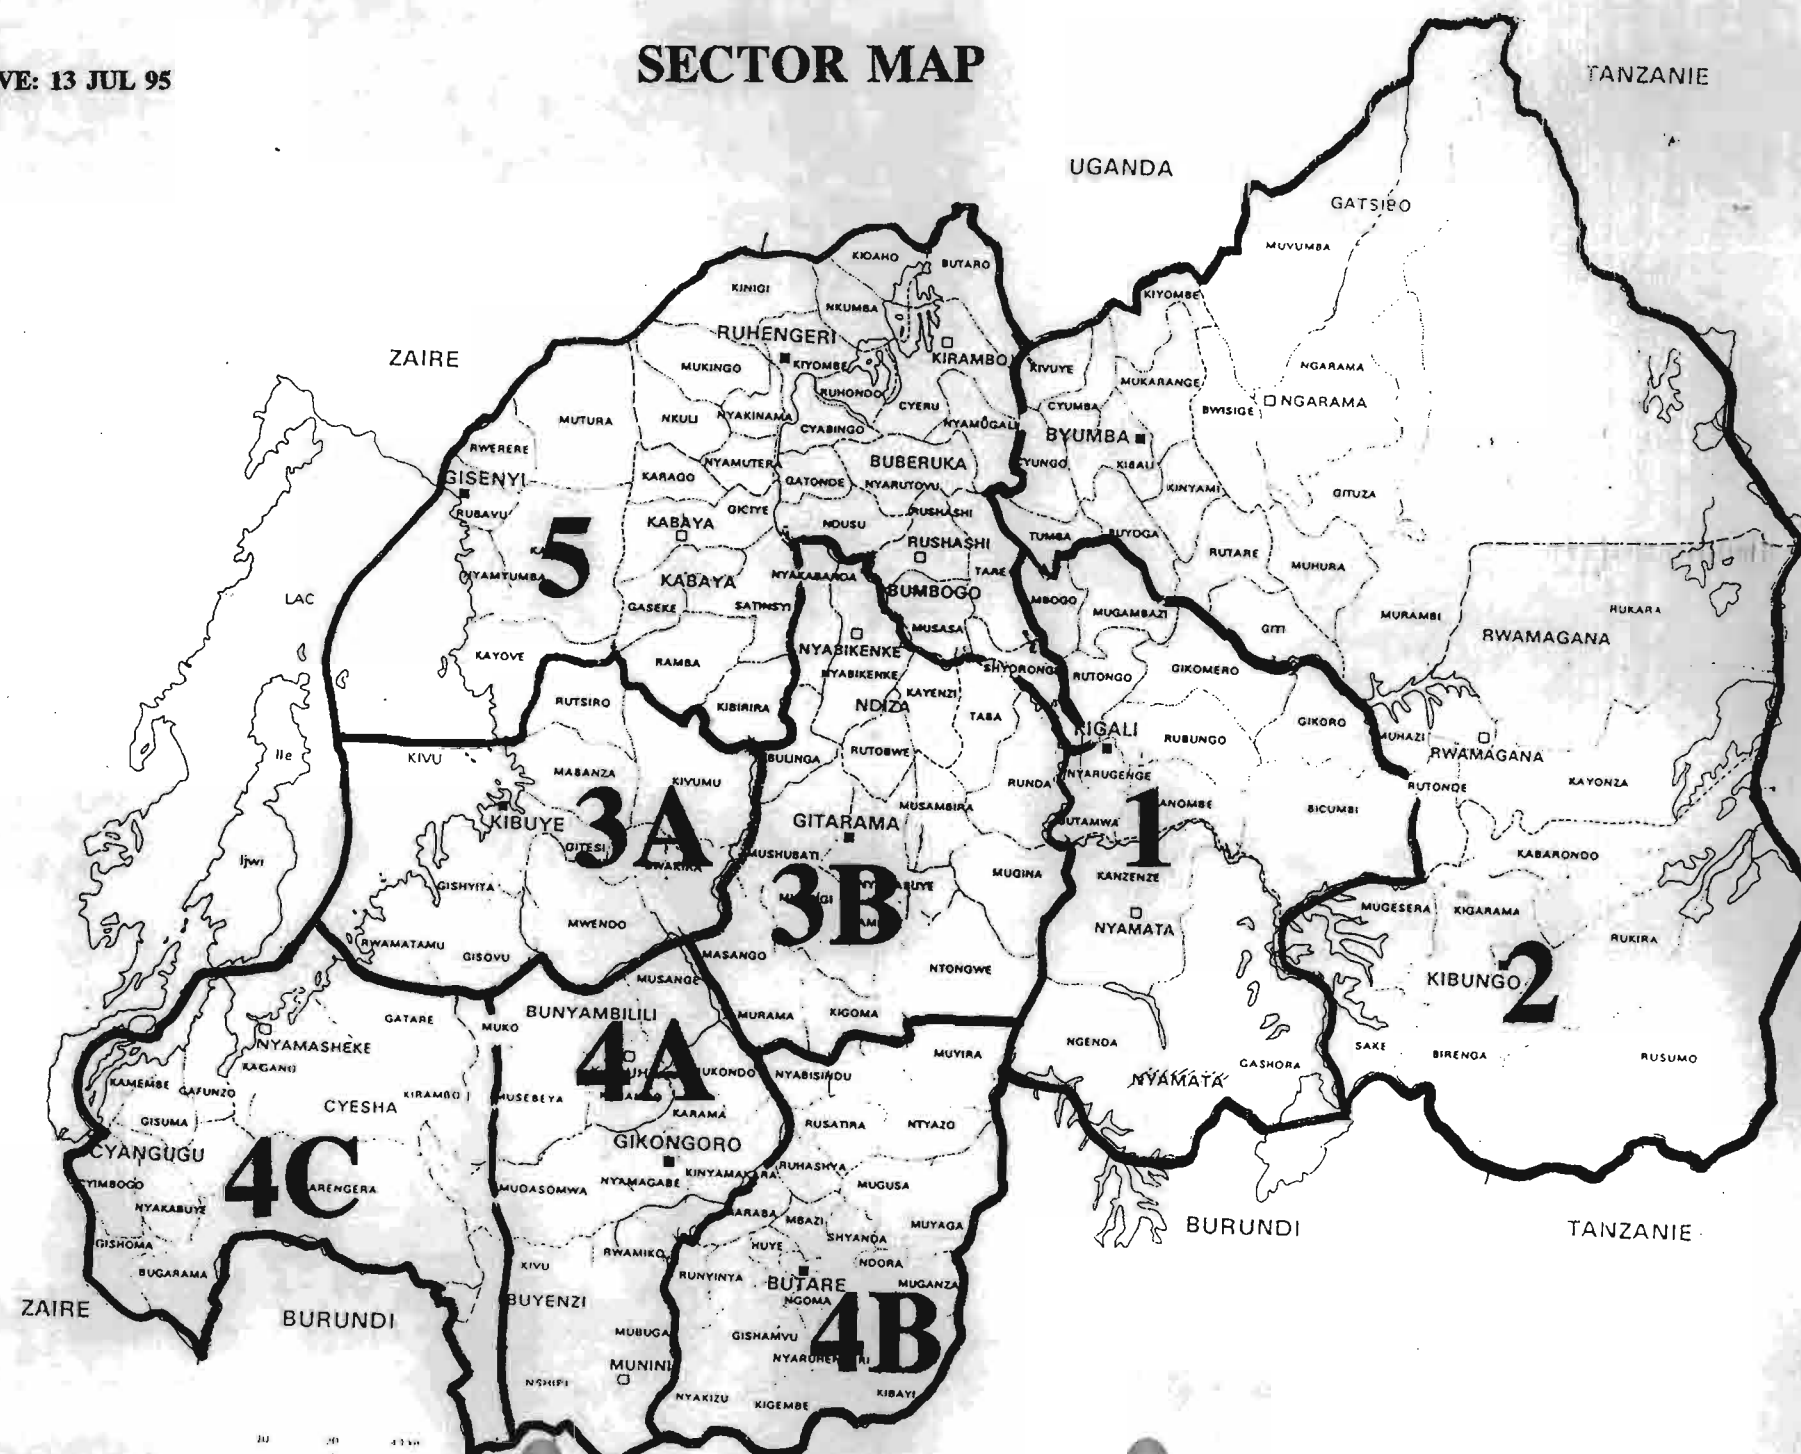 SECTOR MAP
VE: 13 JUL 95
TANZANIE
UGANDA
GATSIBO
MUVUMBA
KIOAHO
BUTARO
KINIGI
KIYOMBE
NKUMBA
RUHENGERI
ZAIRE
KIRAMBO
KIYOMBE
MUKINGO
KIVUYE
NGARAMA
MUKARANGE
RUHONDO
CYERU
CYUMBA
BWISIGE
NGARAMA
MUTURA
NKULI
NYAKINAMA
CYABINGO
NYAMUGALI
BYUMBA
RWERERE
NYAMUTERA
BUBERUKA
CYUNGO
KIBALI
GISENYI
KARAGO
GATONDE
NYARUTOVU
KINYAMI
GITUZA
RUBAVU
GICIYE
RUSHASHI
KABAYA
NDUSU
5
RUSHASHI
TUMBA
BUYOGA
RUTARE
MUHURA
NYAMYUMBA
KABAYA
NYAKABANDA
TARE
BUMBOGO
MBOGO
MUGAMBAZI
LAC
GASEKE
SATINSYI
MURAMBI
RUKARA
MUSASA
GITI
RWAMAGANA
KAYOVE
RAMBA
NYABIKENKE
NYABIKENKE
SHYORONGI
RUTONGO
GIKOMERO
RUTSIRO
KIBIRIRA
NDIZA
KAYENZI
TABA
GIKORO
KIGALI
RUBUNGO
MUHAZI
KIVU
Ile
BULINGA
RUTOBWE
RWAMAGANA
MABANZA
KIVUMU
RUNDA
NYARUGENGE
RUTONDE
KAYONZA
KIBUYE
3A
GITARAMA
MUSAMBIRA
KANOMBE
BICUMBI
BUTAMWA
1
GITESI
BWAKIRA
MUSHUBATI
KABARONDO
Ijwi
GISHYITA
3B
MUGINA
KANZENZE
MUGESERA
KIGARAMA
MWENDO
NYAMATA
RUKIRA
RWAMATAMU
GISOVU
MASANGO
NTONGWE
KIBUNGO
2
MUSANGE
BUNYAMBILILI
MURAMA
KIGOMA
GATARE
MUKO
NYAMASHEKE
4A
MUYIRA
NGENDA
SAKE
BIRENGA
RUSUMO
KAGANO
RUKONDO
NYABISINDU
GASHORA
NYAMATA
KAMEMBE
GAFUNZO
KIRAMBO
MUSEBEYA
CYESHA
KARAMA
GISUMA
GIKONGORO
RUSATIRA
NTYAZO
CYANGUGU
4C
KINYAMAKARA
RUHASHYA
CYIMBOGO
KARENGERA
MUDASOMWA
NYAMAGABE
MUGUSA
NYAKABUYE
MARABA
MBAZI
MUYAGA
BURUNDI
TANZANIE
GISHOMA
RWAMIKO
HUYE
SHYANDA
BUGARAMA
KIVU
RUNYINYA
NDORA
BUTARE
MUGANZA
ZAIRE
BUYENZI
NGOMA
BURUNDI
4B
MUBUGA
GISHAMVU
NYARUHENGERI
MUNINI
NSHILI
NYAKIZU
KIGEMBE
KIBAYI